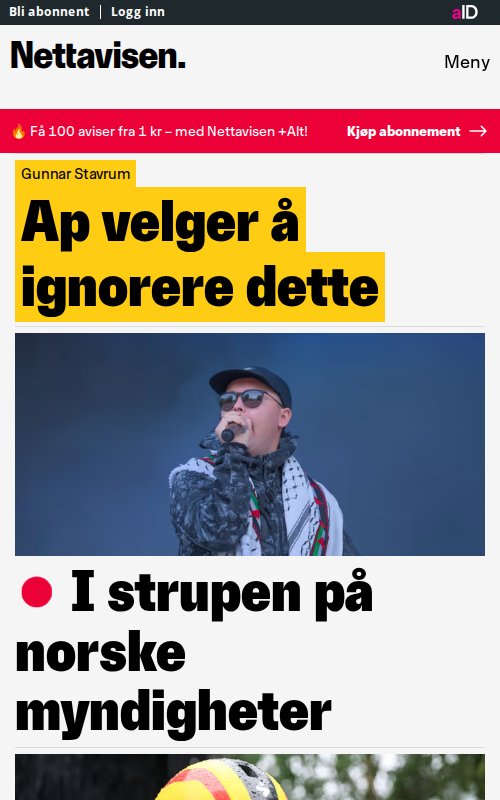 Bli abonnent
Logg inn
aID
Nettavisen.
Meny
🔥 Få 100 aviser fra 1 kr – med Nettavisen +Alt!
Kjøp abonnement →
Gunnar Stavrum
Ap velger å
ignorere dette
I strupen på
norske
myndigheter